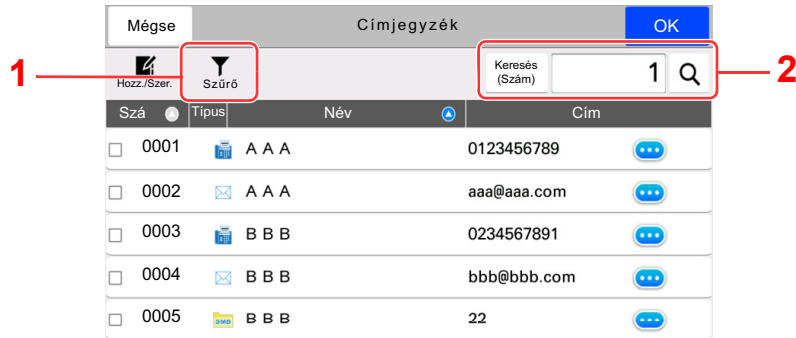 Mégse Címjegyzék OK
1 Hozz./Szer. Szűrő Keresés (Szám) 1 2
Szá Típus Név Cím
0001 A A A 0123456789
0002 A A A aaa@aaa.com
0003 B B B 0234567891
0004 B B B bbb@bbb.com
0005 SMB B B B 22